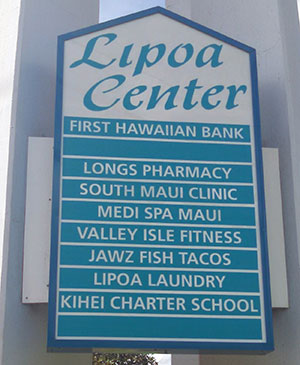 Lipoa
Center
FIRST HAWAIIAN BANK
LONGS PHARMACY
SOUTH MAUI CLINIC
MEDI SPA MAUI
VALLEY ISLE FITNESS
JAWZ FISH TACOS
LIPOA LAUNDRY
KIHEI CHARTER SCHOOL